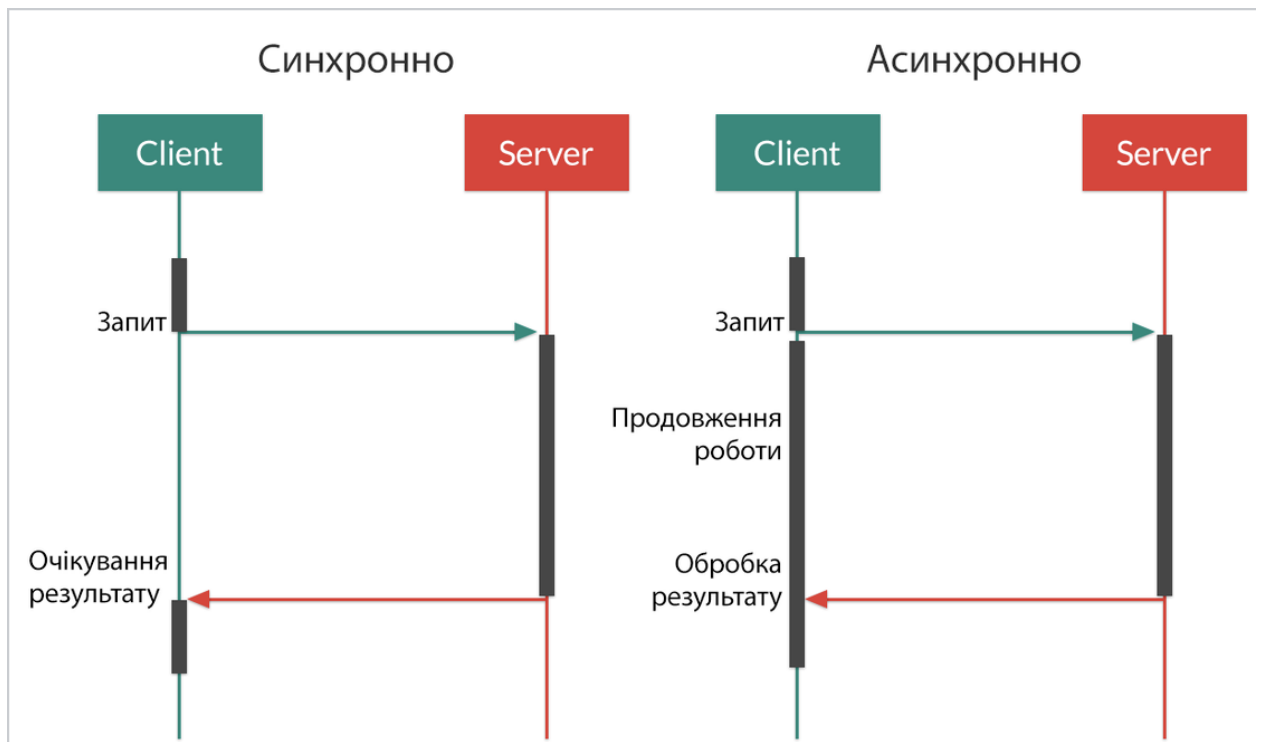 Синхронно
Client
Server
Запит
Очікування
результату
Асинхронно
Client
Server
Запит
Продовження
роботи
Обробка
результату